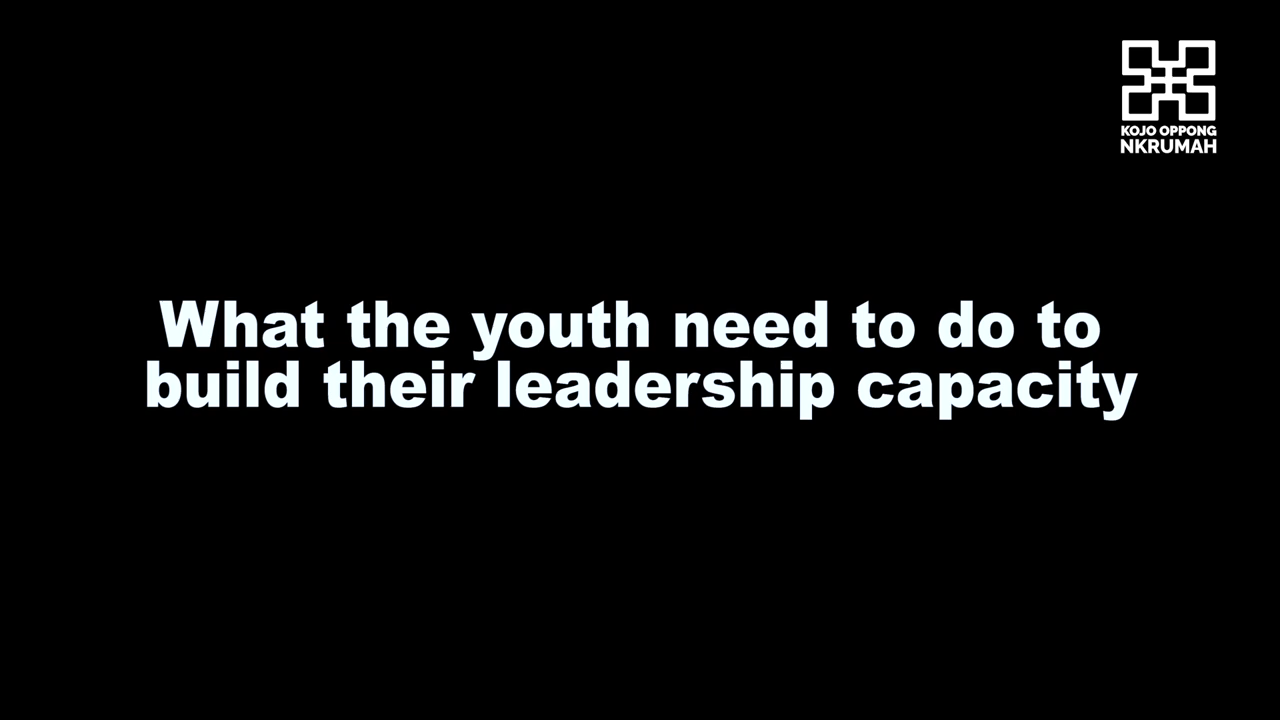 KOJO OPPONG
NKRUMAH
What the youth need to do to
build their leadership capacity